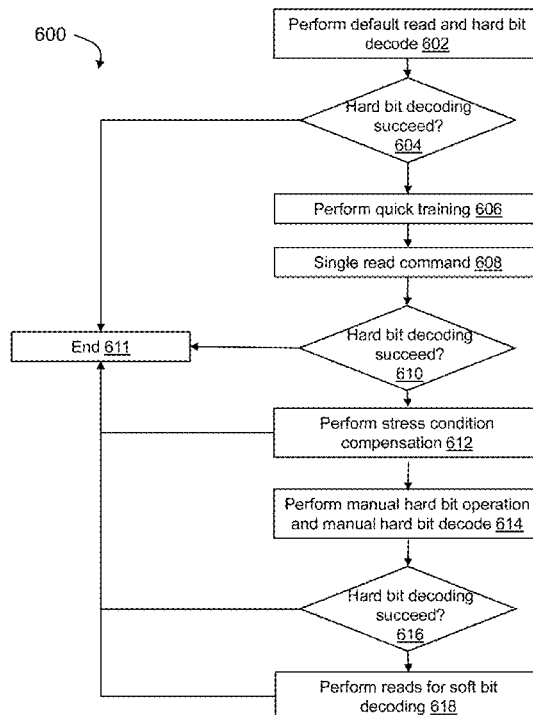 600
Perform default read and hard bit
decode 602
Hard bit decoding
succeed?
604
Perform quick training 606
Single read command 608
End 611
Hard bit decoding
succeed?
610
Perform stress condition
compensation 612
Perform manual hard bit operation
and manual hard bit decode 614
Hard bit decoding
succeed?
616
Perform reads for soft bit
decoding 618